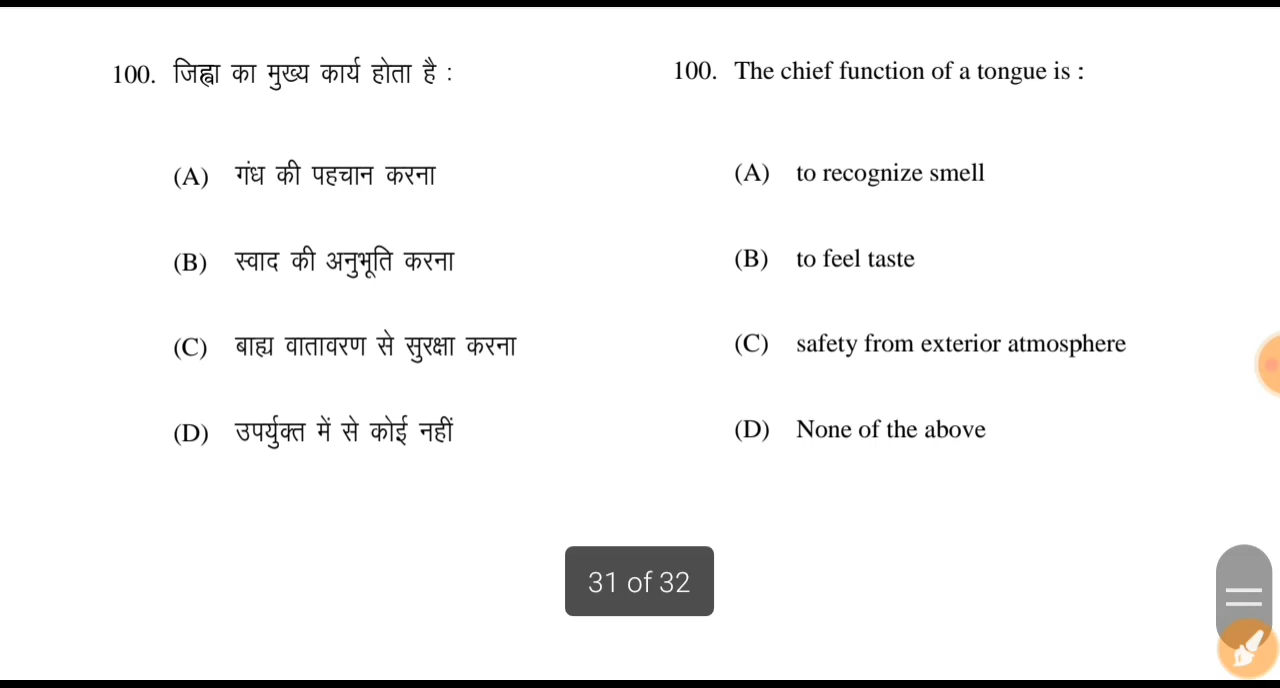 100. जिह्वा का मुख्य कार्य होता है :
(A) गंध की पहचान करना
(B) स्वाद की अनुभूति करना
(C) बाह्य वातावरण से सुरक्षा करना
(D) उपर्युक्त में से कोई नहीं
100. The chief function of a tongue is :
(A) to recognize smell
(B) to feel taste
(C) safety from exterior atmosphere
(D) None of the above
31 of 32